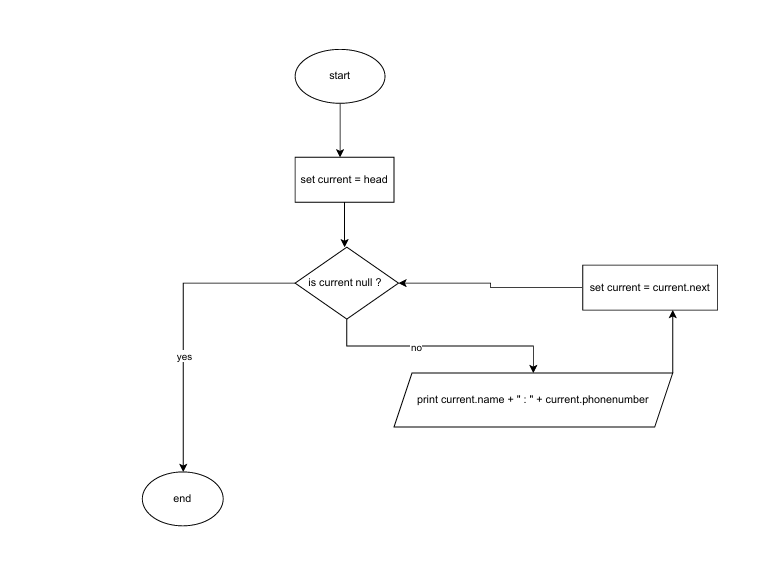 start
set current = head
is current null ?
set current = current.next
no
yes
print current.name + " : " + current.phonenumber
end